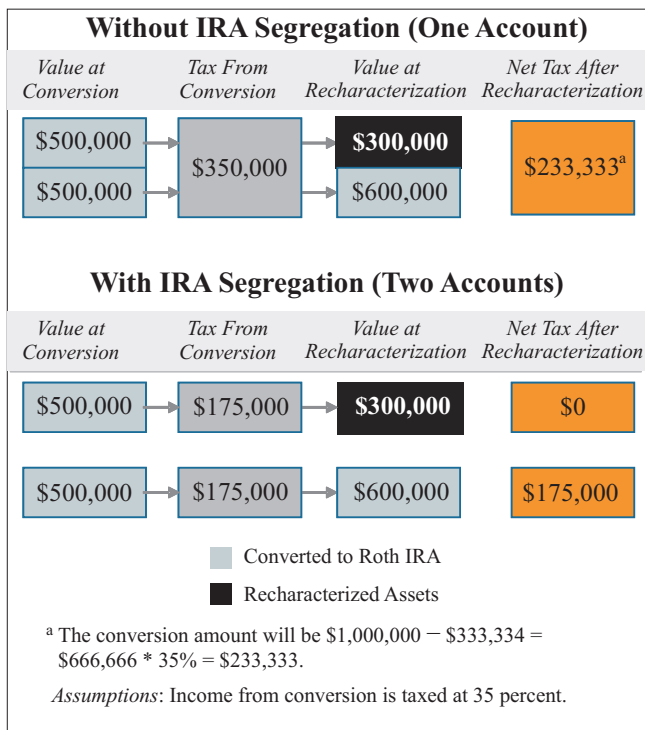 Without IRA Segregation (One Account)
Value at Conversion
Tax From Conversion
Value at Recharacterization
Net Tax After Recharacterization
$500,000
$350,000
$300,000
$233,333ᵃ
$500,000
$600,000
With IRA Segregation (Two Accounts)
Value at Conversion
Tax From Conversion
Value at Recharacterization
Net Tax After Recharacterization
$500,000
$175,000
$300,000
$0
$500,000
$175,000
$600,000
$175,000
Converted to Roth IRA
Recharacterized Assets
ᵃ The conversion amount will be $1,000,000 − $333,334 =
$666,666 * 35% = $233,333.
Assumptions: Income from conversion is taxed at 35 percent.